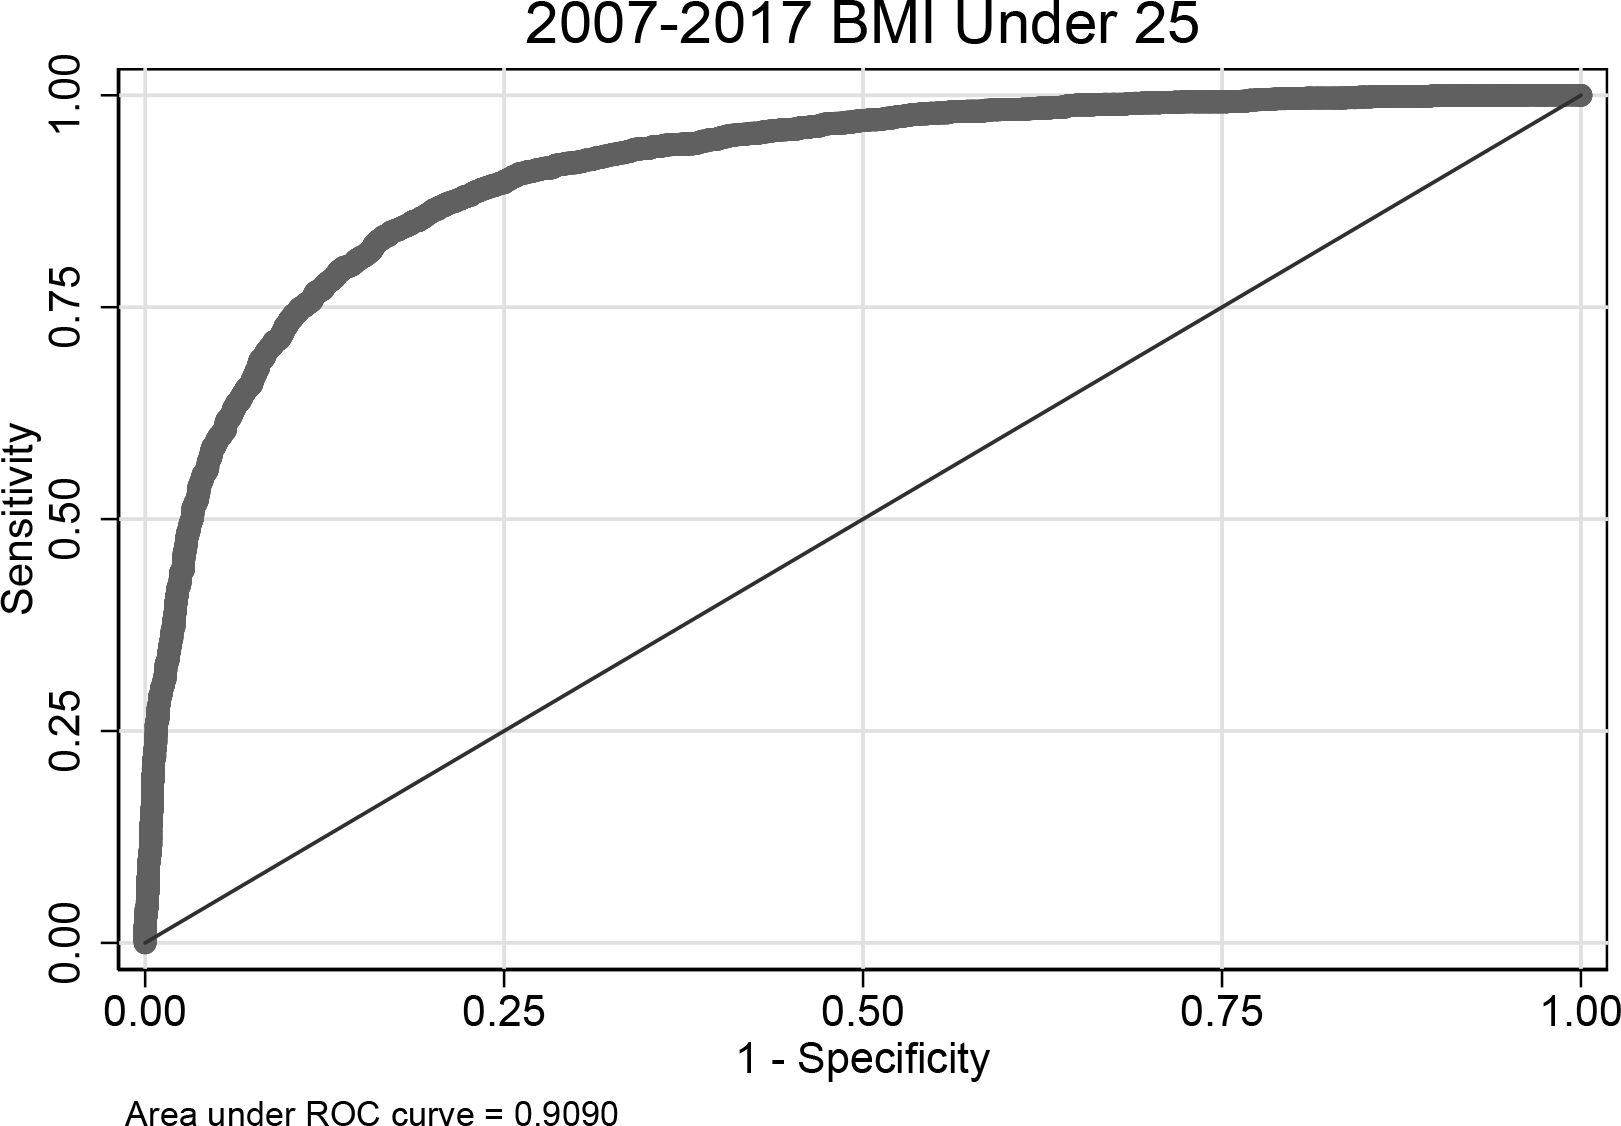 2007-2017 BMI Under 25
1.00
0.75
0.50
0.25
0.00
Sensitivity
0.00 0.25 0.50 0.75 1.00
1 - Specificity
Area under ROC curve = 0.9090